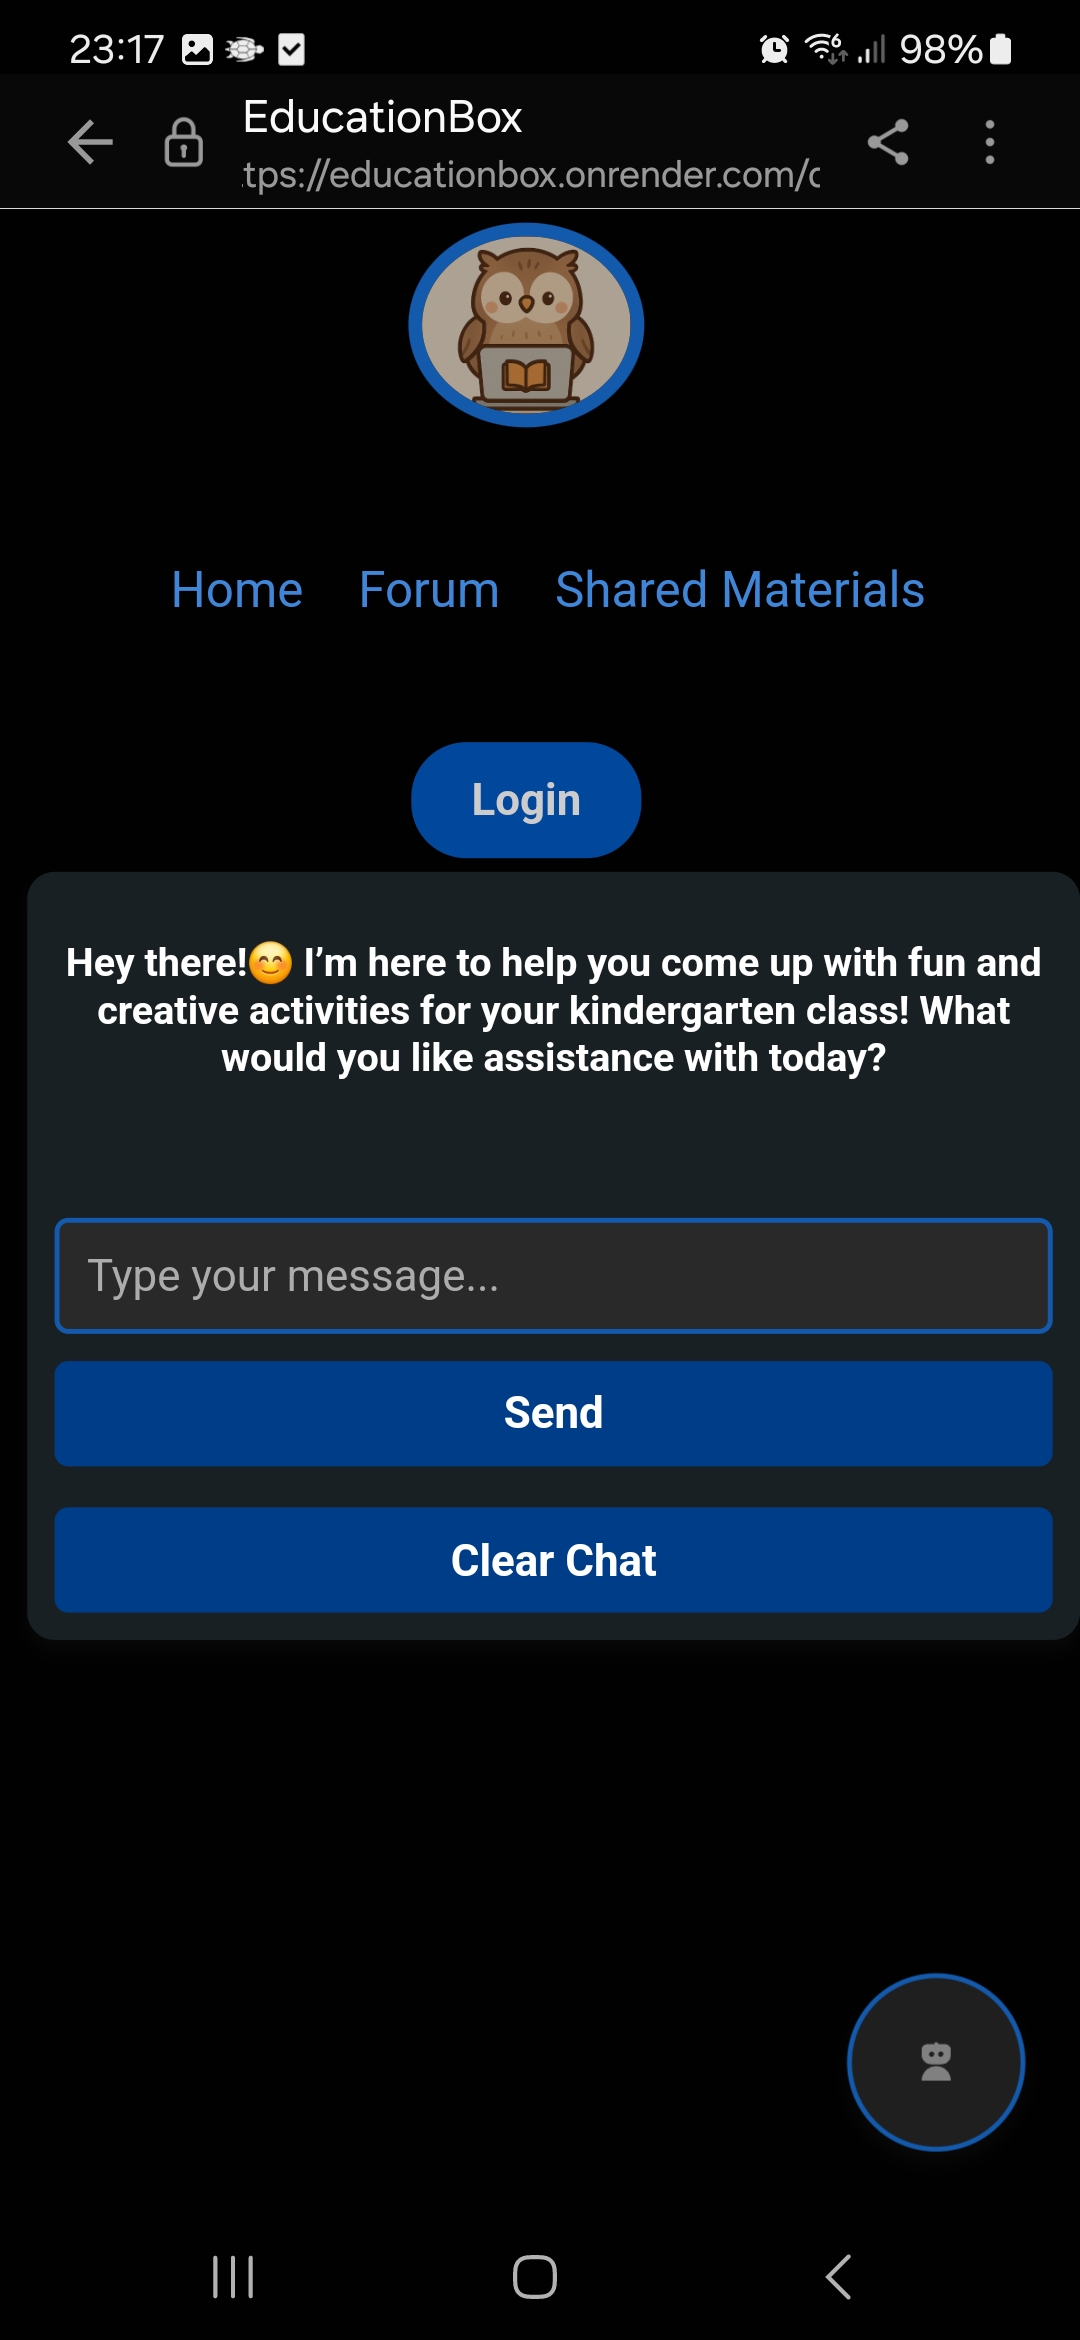 23:17
98%
EducationBox
tps://educationbox.onrender.com/c
Home Forum Shared Materials
Login
Hey there!😊 I’m here to help you come up with fun and
creative activities for your kindergarten class! What
would you like assistance with today?
Type your message...
Send
Clear Chat